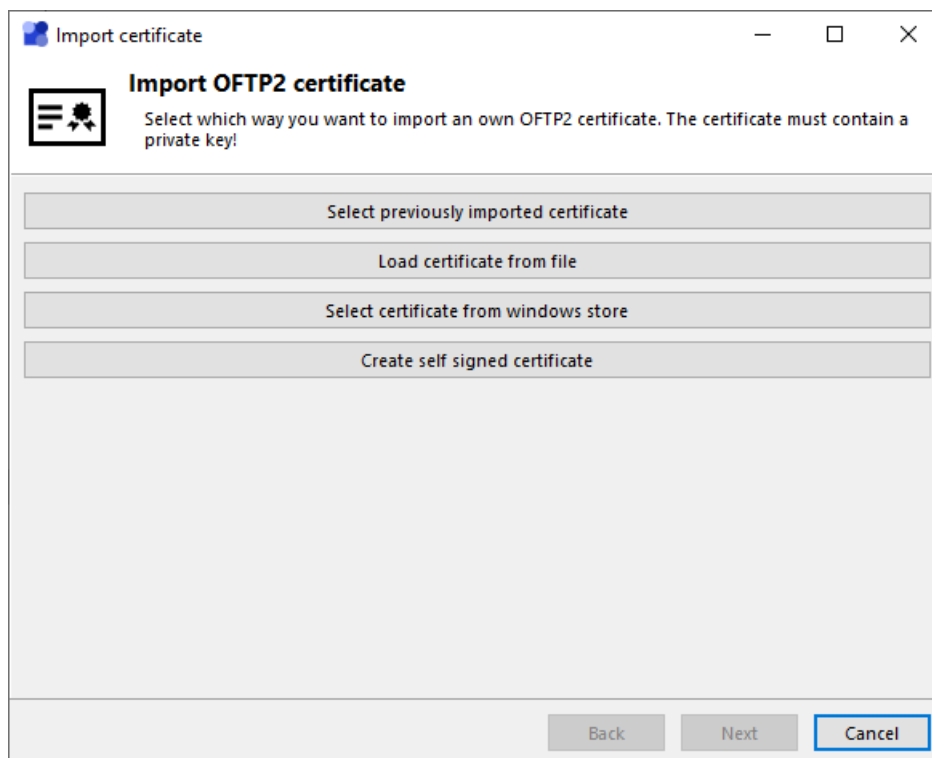 Import certificate
Import OFTP2 certificate
Select which way you want to import an own OFTP2 certificate. The certificate must contain a
private key!
Select previously imported certificate
Load certificate from file
Select certificate from windows store
Create self signed certificate
Back
Next
Cancel